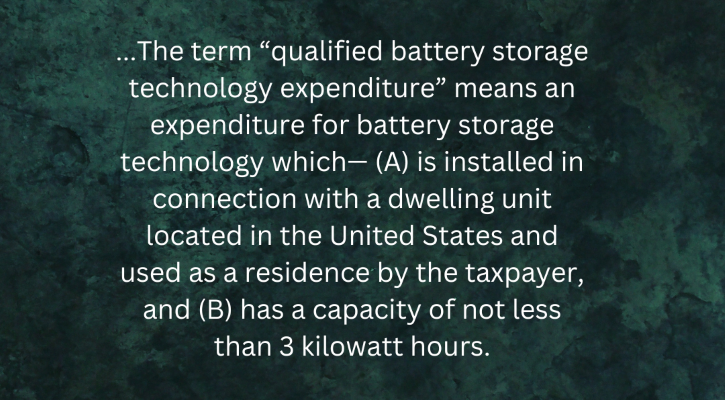 ...The term “qualified battery storage
technology expenditure” means an
expenditure for battery storage
technology which— (A) is installed in
connection with a dwelling unit
located in the United States and
used as a residence by the taxpayer,
and (B) has a capacity of not less
than 3 kilowatt hours.